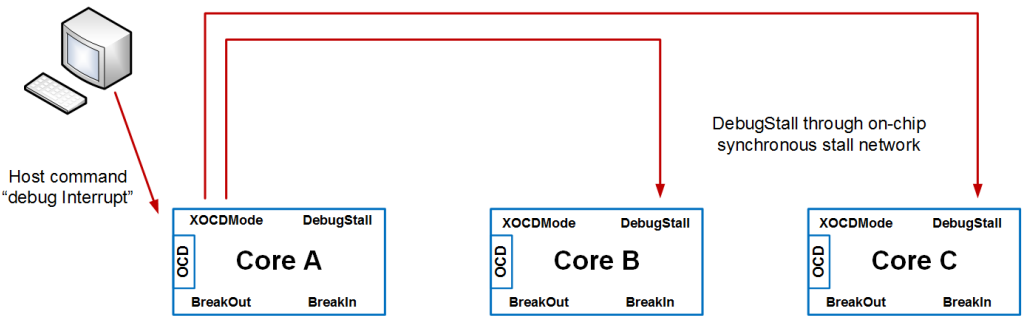 DebugStall through on-chip
synchronous stall network
Host command
“debug Interrupt”
XOCDMode
DebugStall
OCD
Core A
BreakOut
BreakIn
XOCDMode
DebugStall
OCD
Core B
BreakOut
BreakIn
XOCDMode
DebugStall
OCD
Core C
BreakOut
BreakIn